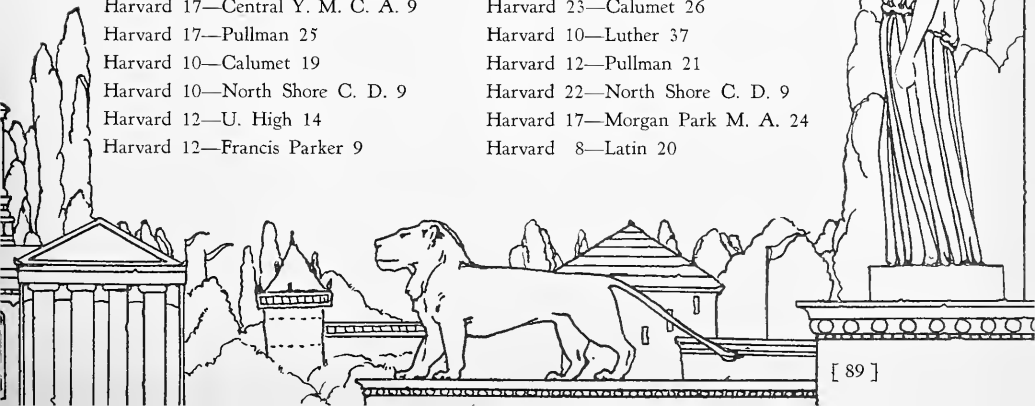 Harvard 17—Central Y. M. C. A. 9
Harvard 17—Pullman 25
Harvard 10—Calumet 19
Harvard 10—North Shore C. D. 9
Harvard 12—U. High 14
Harvard 12—Francis Parker 9
Harvard 23—Calumet 26
Harvard 10—Luther 37
Harvard 12—Pullman 21
Harvard 22—North Shore C. D. 9
Harvard 17—Morgan Park M. A. 24
Harvard 8—Latin 20
[ 89 ]